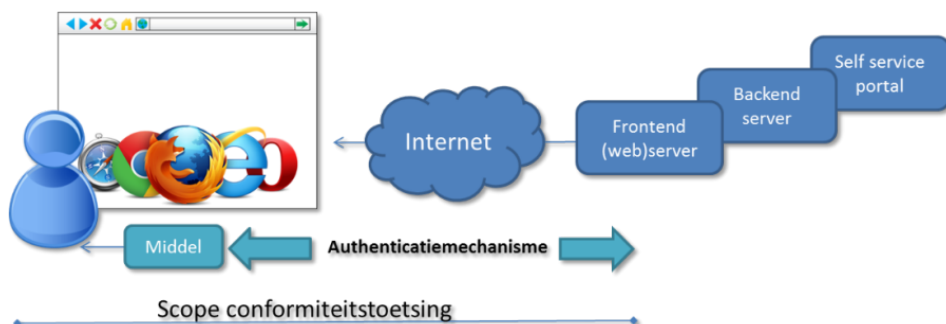 Self service
portal
Backend
server
Frontend
(web)server
Internet
Middel
Authenticatiemechanisme
Scope conformiteitstoetsing